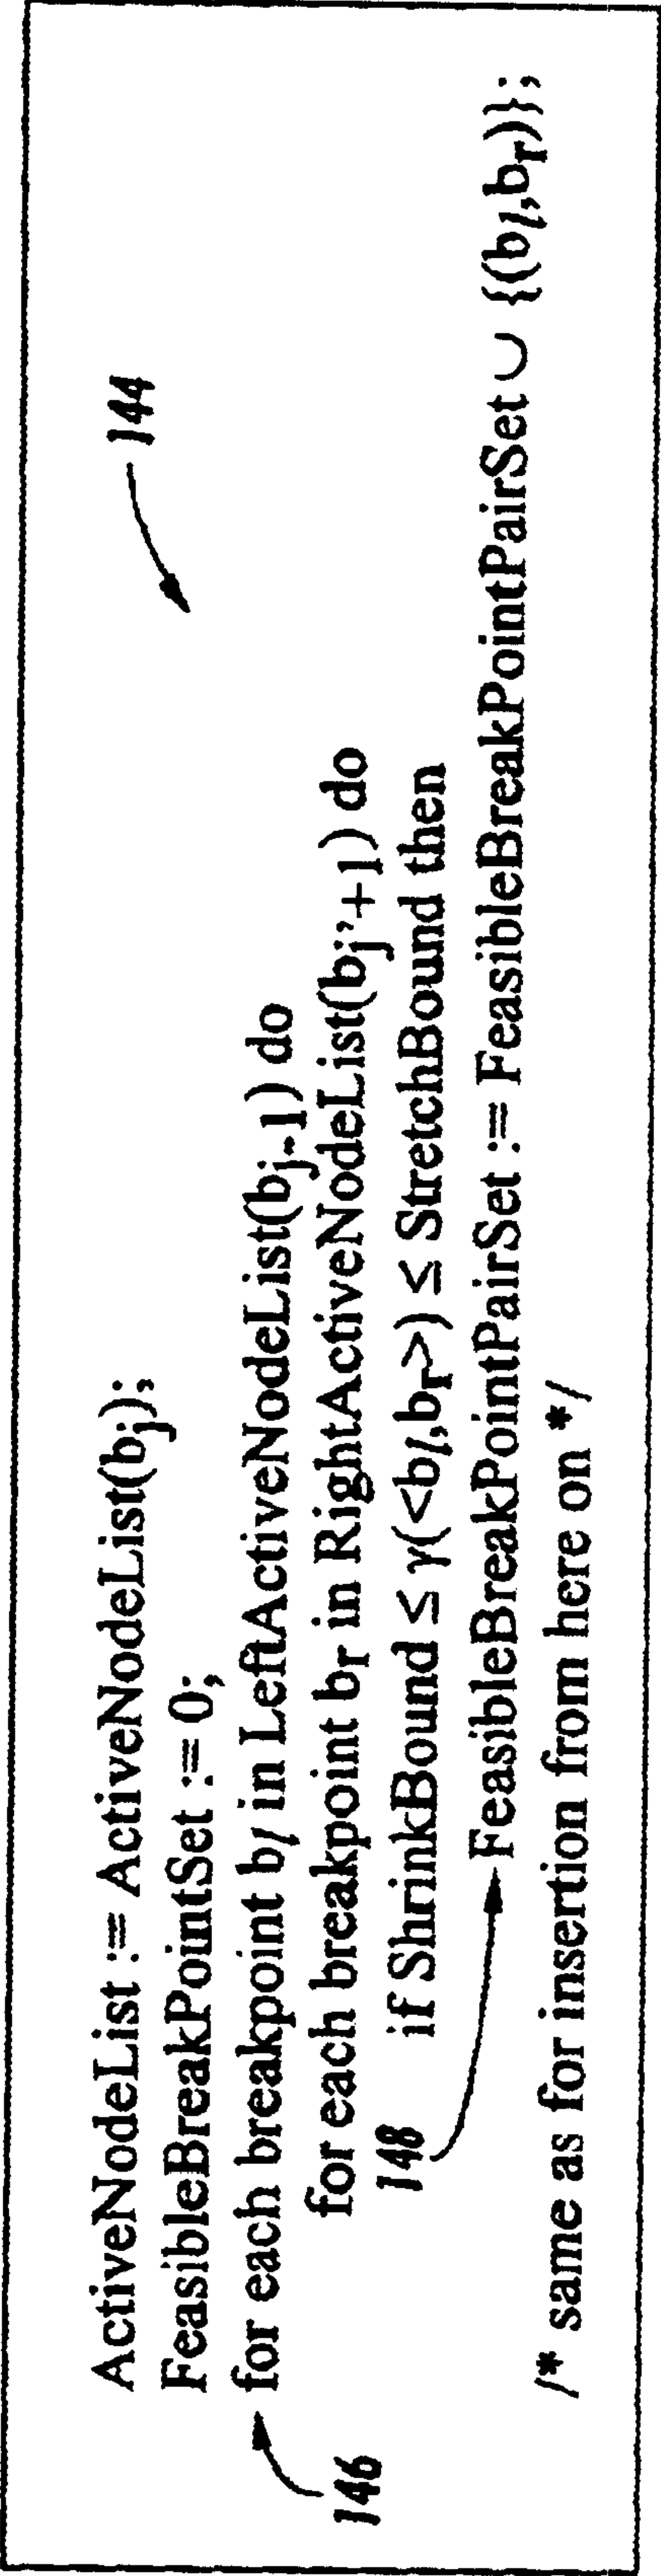 144
ActiveNodeList := ActiveNodeList(bj);
FeasibleBreakPointSet := 0;
146
for each breakpoint bl in LeftActiveNodeList(bj-1) do
for each breakpoint br in RightActiveNodeList(bj'+1) do
148
if ShrinkBound ≤ γ(<bl,br>) ≤ StretchBound then
FeasibleBreakPointPairSet := FeasibleBreakPointPairSet ∪ {(bl,br)};
/* same as for insertion from here on */